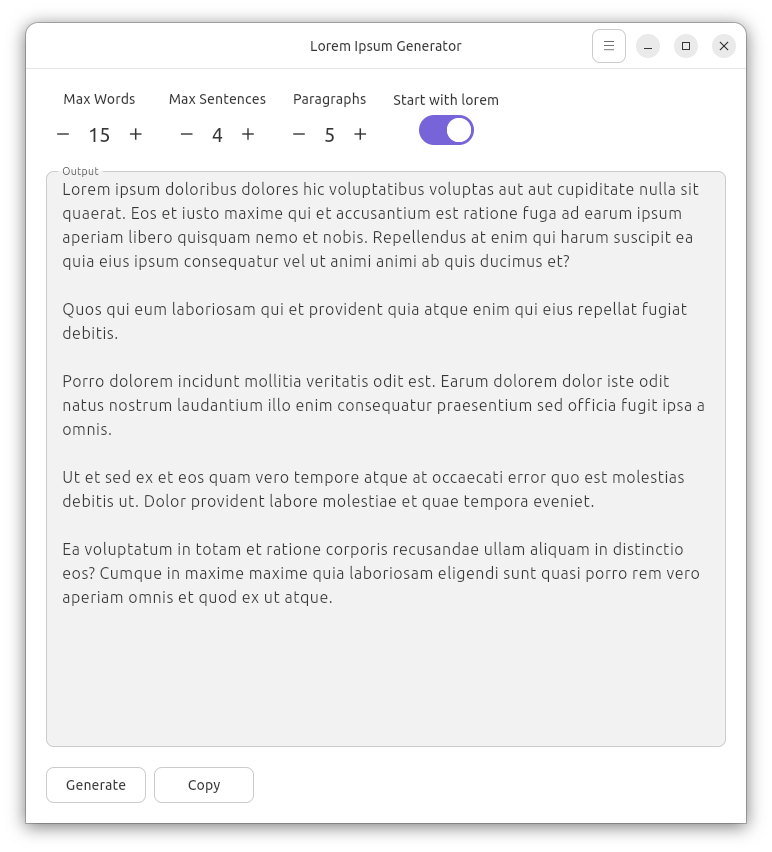 Lorem Ipsum Generator
Max Words Max Sentences Paragraphs Start with lorem
− 15 + − 4 + − 5 +
Output
Lorem ipsum doloribus dolores hic voluptatibus voluptas aut aut cupiditate nulla sit
quaerat. Eos et iusto maxime qui et accusantium est ratione fuga ad earum ipsum
aperiam libero quisquam nemo et nobis. Repellendus at enim qui harum suscipit ea
quia eius ipsum consequatur vel ut animi animi ab quis ducimus et?
Quos qui eum laboriosam qui et provident quia atque enim qui eius repellat fugiat
debitis.
Porro dolorem incidunt mollitia veritatis odit est. Earum dolorem dolor iste odit
natus nostrum laudantium illo enim consequatur praesentium sed officia fugit ipsa a
omnis.
Ut et sed ex et eos quam vero tempore atque at occaecati error quo est molestias
debitis ut. Dolor provident labore molestiae et quae tempora eveniet.
Ea voluptatum in totam et ratione corporis recusandae ullam aliquam in distinctio
eos? Cumque in maxime maxime quia laboriosam eligendi sunt quasi porro rem vero
aperiam omnis et quod ex ut atque.
Generate Copy